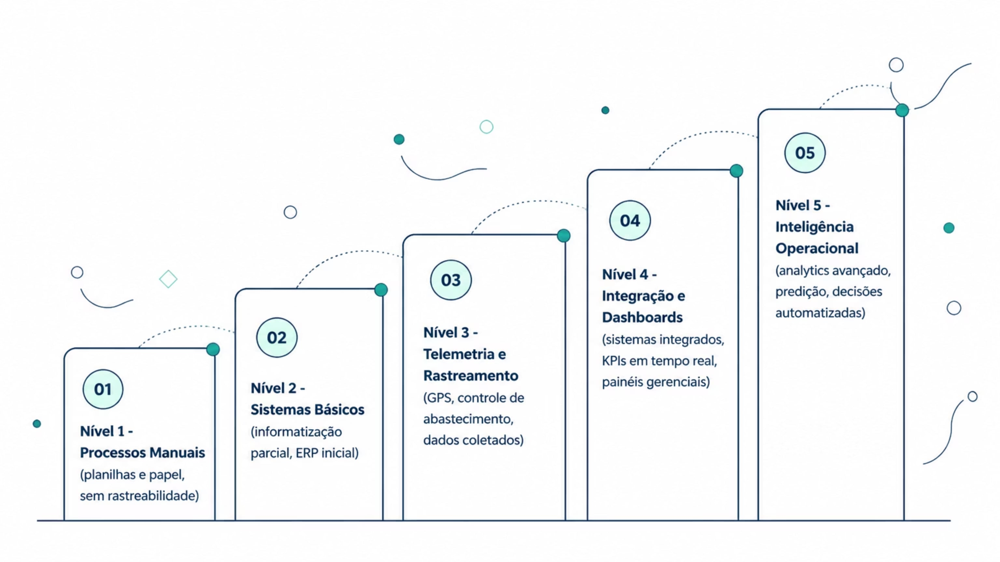 01
Nível 1 -
Processos Manuais
(planilhas e papel,
sem rastreabilidade)
02
Nível 2 -
Sistemas Básicos
(informatização
parcial, ERP inicial)
03
Nível 3 -
Telemetria e
Rastreamento
(GPS, controle de
abastecimento,
dados coletados)
04
Nível 4 -
Integração e
Dashboards
(sistemas integrados,
KPIs em tempo real,
painéis gerenciais)
05
Nível 5 -
Inteligência
Operacional
(analytics avançado,
predição, decisões
automatizadas)